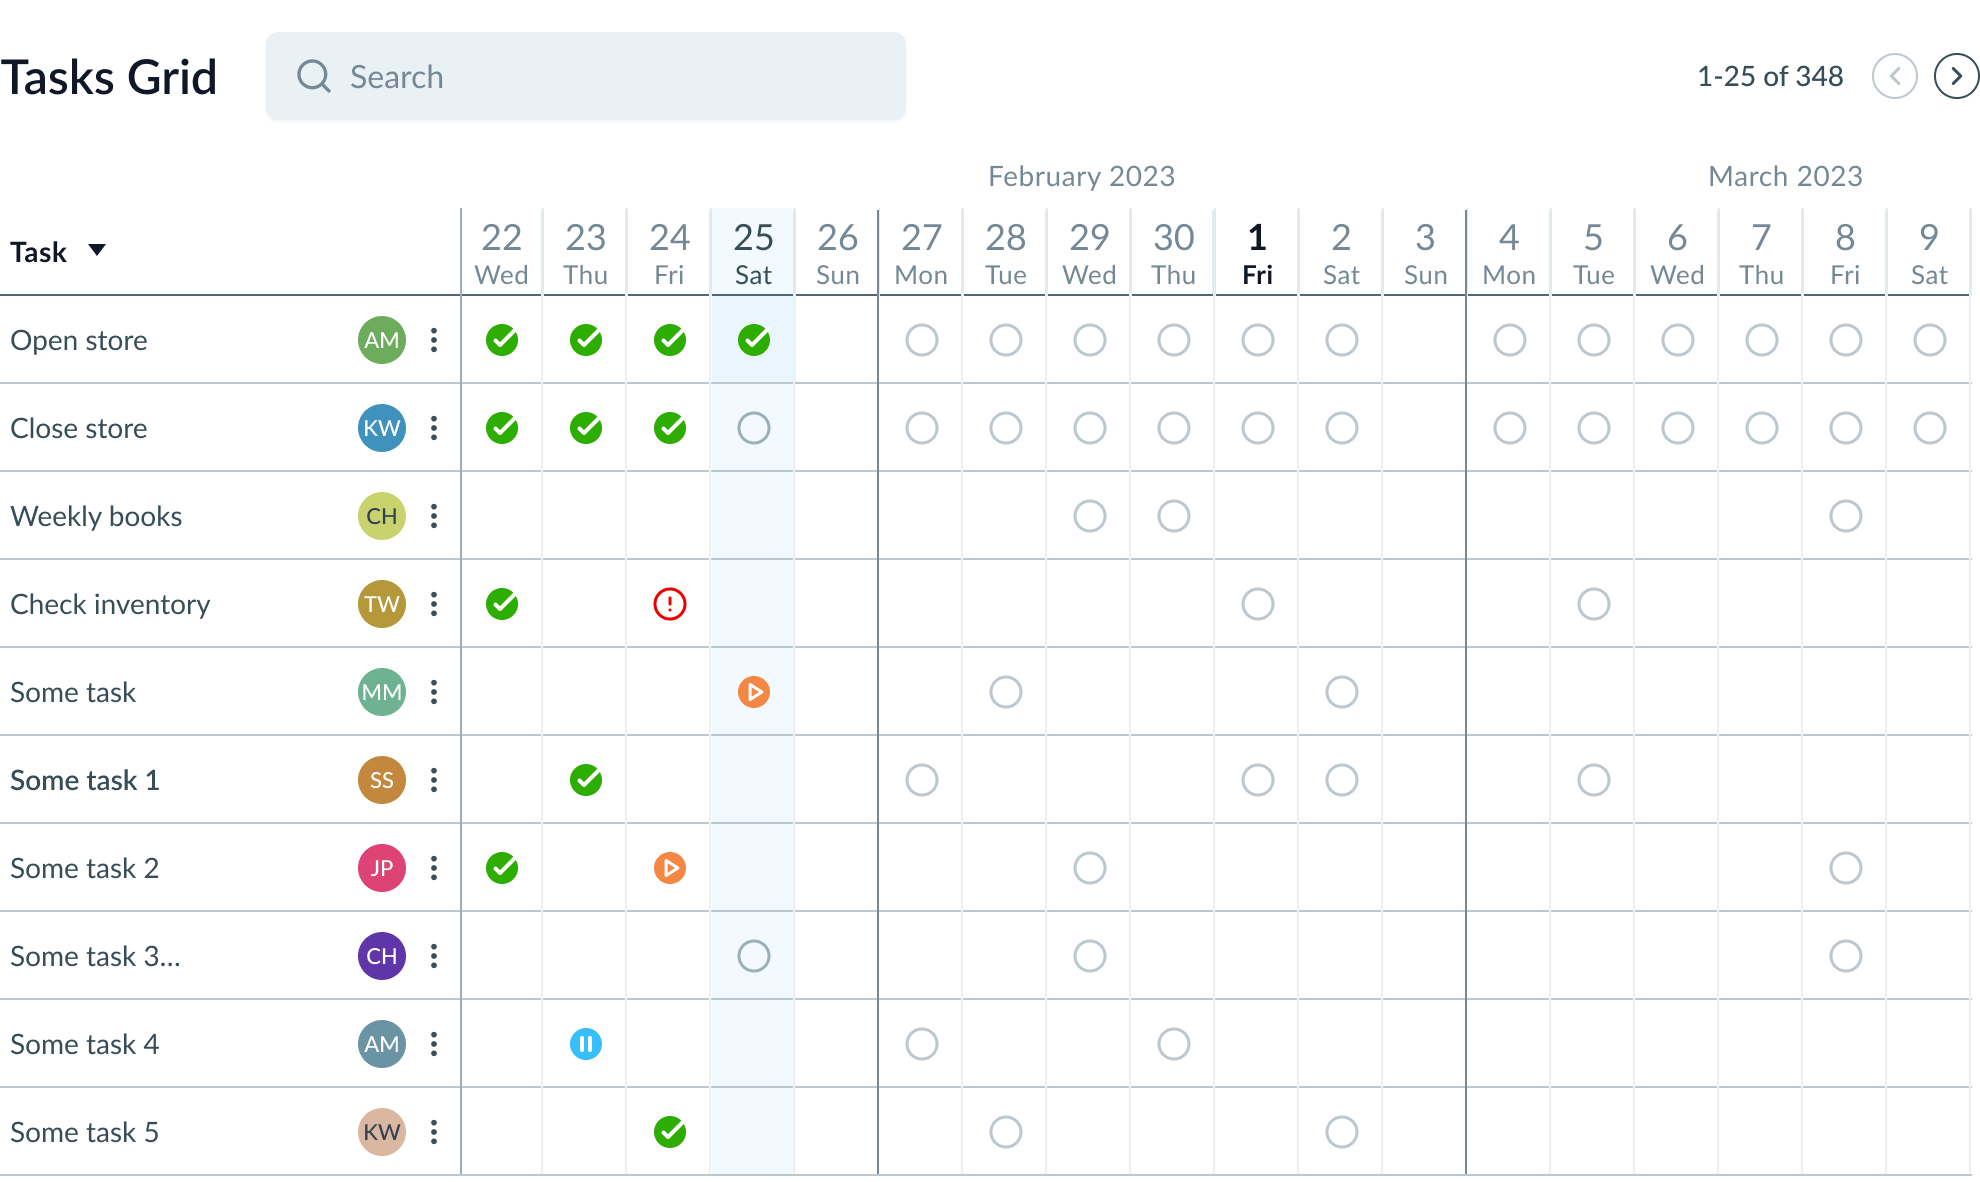 Tasks Grid
Search
1-25 of 348
February 2023
March 2023
Task
22 23 24 25 26 27 28 29 30 1 2 3 4 5 6 7 8 9
Wed Thu Fri Sat Sun Mon Tue Wed Thu Fri Sat Sun Mon Tue Wed Thu Fri Sat
Open store AM
Close store KW
Weekly books CH
Check inventory TW
Some task MM
Some task 1 SS
Some task 2 JP
Some task 3... CH
Some task 4 AM
Some task 5 KW